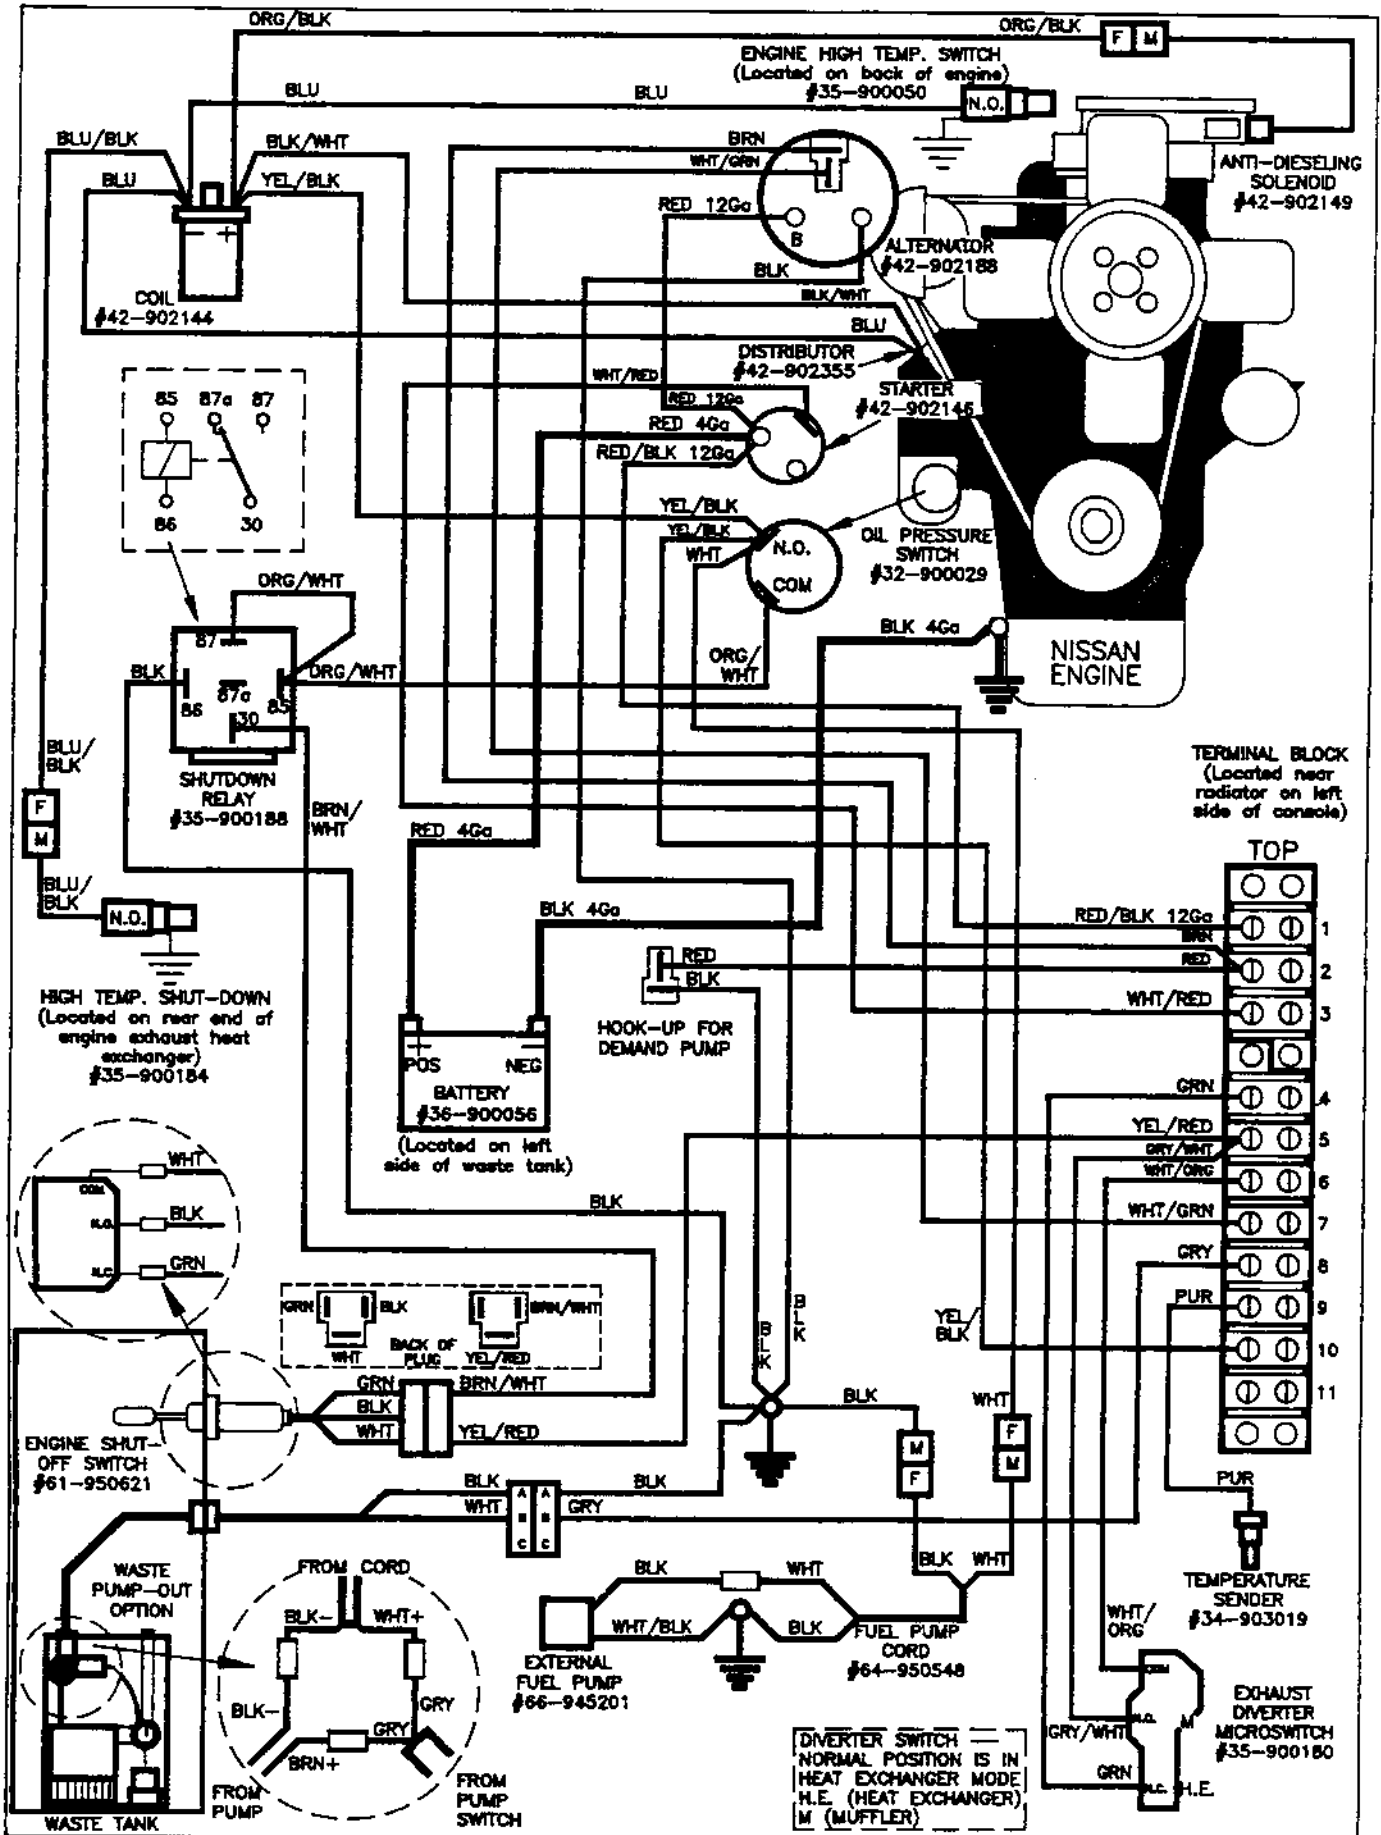 ORG/BLK
ORG/BLK
F M
ENGINE HIGH TEMP. SWITCH
(Located on back of engine)
#35-900050
N.O.
BLU
BLU
BLU/BLK
BLK/WHT
BLU
YEL/BLK
- +
COIL
#42-902144
BRN
WHT/GRN
RED 12Ga
B
BLK
BLK/WHT
BLU
ANTI-DIESELING
SOLENOID
#42-902149
ALTERNATOR
#42-902188
DISTRIBUTOR
#42-902355
STARTER
#42-902146
WHT/RED
RED 12Ga
RED 4Ga
RED/BLK 12Ga
85 87a 87
86 30
YEL/BLK
YEL/BLK
WHT
N.O.
COM
OIL PRESSURE
SWITCH
#32-900029
ORG/WHT
87
BLK
ORG/WHT
87a
86
85
30
ORG/
WHT
BLK 4Ga
NISSAN
ENGINE
SHUTDOWN
RELAY
#35-900188
BLU/
BLK
F
M
BRN/
WHT
RED 4Ga
BLU/
BLK
N.O.
HIGH TEMP. SHUT-DOWN
(Located on rear end of
engine exhaust heat
exchanger)
#35-900184
BLK 4Ga
+ -
POS NEG
BATTERY
#36-900056
(Located on left
side of waste tank)
RED
BLK
HOOK-UP FOR
DEMAND PUMP
TERMINAL BLOCK
(Located near
radiator on left
side of console)
TOP
RED/BLK 12Ga 1
BRN
RED 2
WHT/RED 3
GRN 4
YEL/RED 5
GRY/WHT
WHT/ORG 6
WHT/GRN 7
GRY 8
PUR 9
YEL/
BLK
10
11
COM WHT
N.O. BLK
N.C. GRN
BLK
BLK
BLK
GRN BLK
WHT
BACK OF
PLUG
BRN/WHT
YEL/RED
GRN
BLK
WHT
BRN/WHT
YEL/RED
ENGINE SHUT-
OFF SWITCH
#61-950621
BLK
WHT
A A
B B
C C
BLK
GRY
BLK
M
F
WHT
F
M
BLK WHT
PUR
TEMPERATURE
SENDER
#34-903019
WASTE
PUMP-OUT
OPTION
WASTE TANK
FROM CORD
BLK-
WHT+
BLK-
GRY
GRY
BRN+
FROM
PUMP
FROM
PUMP
SWITCH
BLK
WHT
WHT/BLK
BLK
EXTERNAL
FUEL PUMP
#66-945201
FUEL PUMP
CORD
#64-950548
WHT/
ORG
COM
N.O.
M
GRY/WHT
GRN
N.C.
H.E.
EXHAUST
DIVERTER
MICROSWITCH
#35-900180
DIVERTER SWITCH —
NORMAL POSITION IS IN
HEAT EXCHANGER MODE
H.E. (HEAT EXCHANGER)
M (MUFFLER)